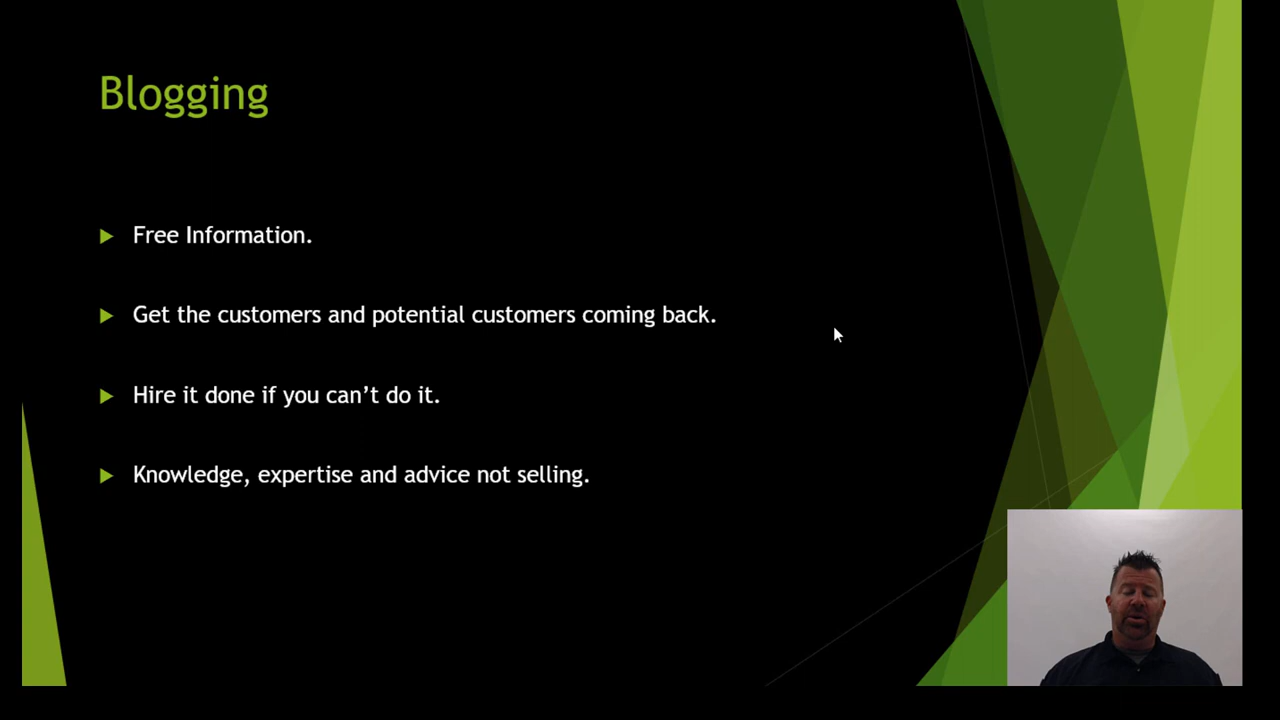 Blogging
Free Information.
Get the customers and potential customers coming back.
Hire it done if you can’t do it.
Knowledge, expertise and advice not selling.